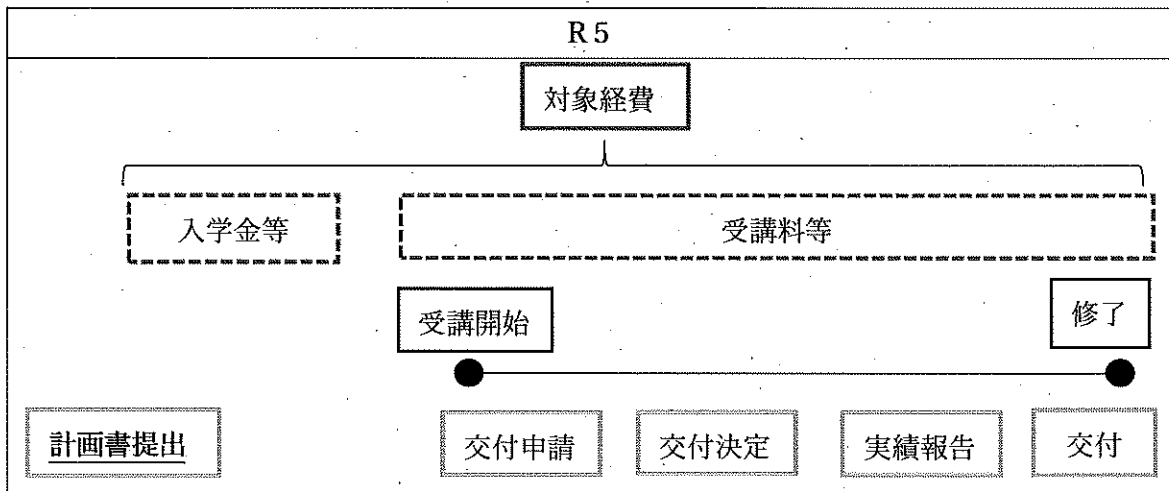 R5
対象経費
入学金等
受講料等
受講開始
修了
計画書提出
交付申請
交付決定
実績報告
交付